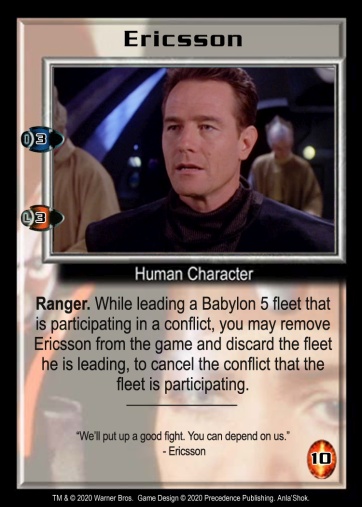 Ericsson
3
3
Human Character
Ranger. While leading a Babylon 5 fleet that
is participating in a conflict, you may remove
Ericsson from the game and discard the fleet
he is leading, to cancel the conflict that the
fleet is participating.
“We’ll put up a good fight. You can depend on us.”
- Ericsson
10
TM & © 2020 Warner Bros. Game Design © 2020 Precedence Publishing. Anla’Shok.